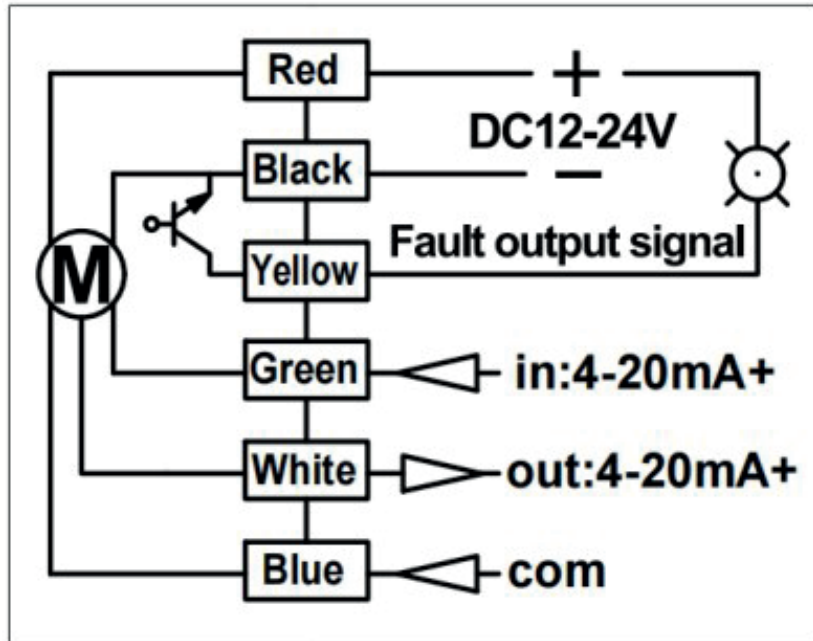 Red
+
DC12-24V
Black
−
Fault output signal
Yellow
M
Green
in:4-20mA+
White
out:4-20mA+
Blue
com